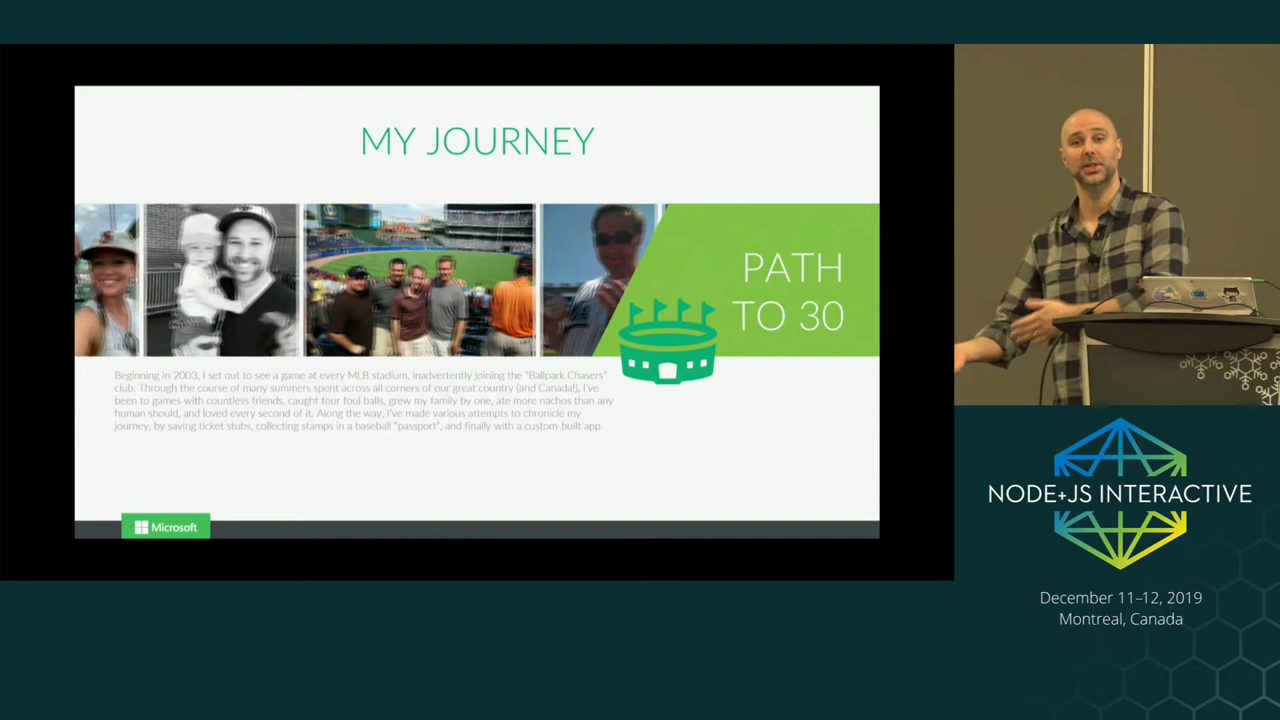 MY JOURNEY
PATH
TO 30
Beginning in 2003, I set out to see a game at every MLB stadium, inadvertently joining the "Ballpark Chasers"
club. Through the course of many summers spent across all corners of our great country (and Canada!), I've
been to games with countless friends, caught four foul balls, grew my family by one, ate more nachos than any
human should, and loved every second of it. Along the way, I've made various attempts to chronicle my
journey, by saving ticket stubs, collecting stamps in a baseball "passport", and finally with a custom-built app.
Microsoft
NODE+JS INTERACTIVE
December 11–12, 2019
Montreal, Canada